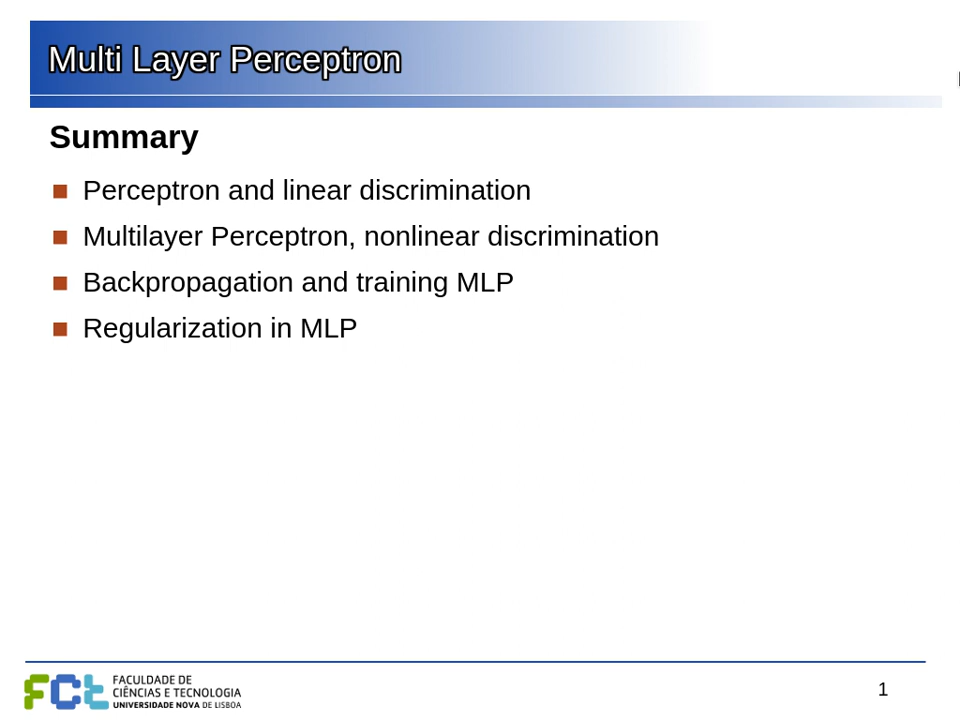 Multi Layer Perceptron
Summary
Perceptron and linear discrimination
Multilayer Perceptron, nonlinear discrimination
Backpropagation and training MLP
Regularization in MLP
FCt FACULDADE DE
CIÊNCIAS E TECNOLOGIA
UNIVERSIDADE NOVA DE LISBOA
1